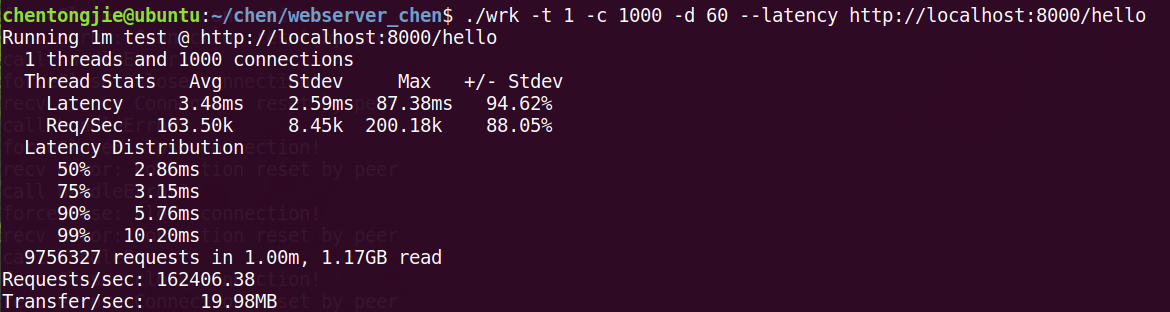 chentongjie@ubuntu:~/chen/webserver_chen$ ./wrk -t 1 -c 1000 -d 60 --latency http://localhost:8000/hello
Running 1m test @ http://localhost:8000/hello
  1 threads and 1000 connections
  Thread Stats   Avg      Stdev     Max   +/- Stdev
    Latency     3.48ms    2.59ms  87.38ms   94.62%
    Req/Sec   163.50k     8.45k  200.18k    88.05%
  Latency Distribution
     50%    2.86ms
     75%    3.15ms
     90%    5.76ms
     99%   10.20ms
  9756327 requests in 1.00m, 1.17GB read
Requests/sec: 162406.38
Transfer/sec:     19.98MB